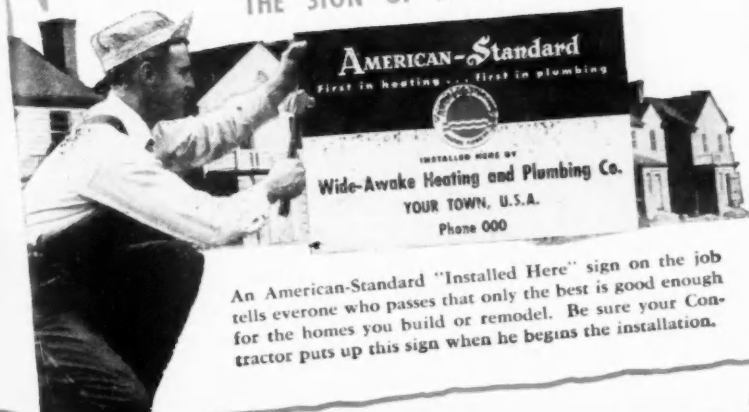 THE SIGN OF
AMERICAN-Standard
First in heating . . . First in plumbing
INSTALLED HERE BY
Wide-Awake Heating and Plumbing Co.
YOUR TOWN, U.S.A.
Phone 000
An American-Standard "Installed Here" sign on the job
tells everone who passes that only the best is good enough
for the homes you build or remodel. Be sure your Con-
tractor puts up this sign when he begins the installation.